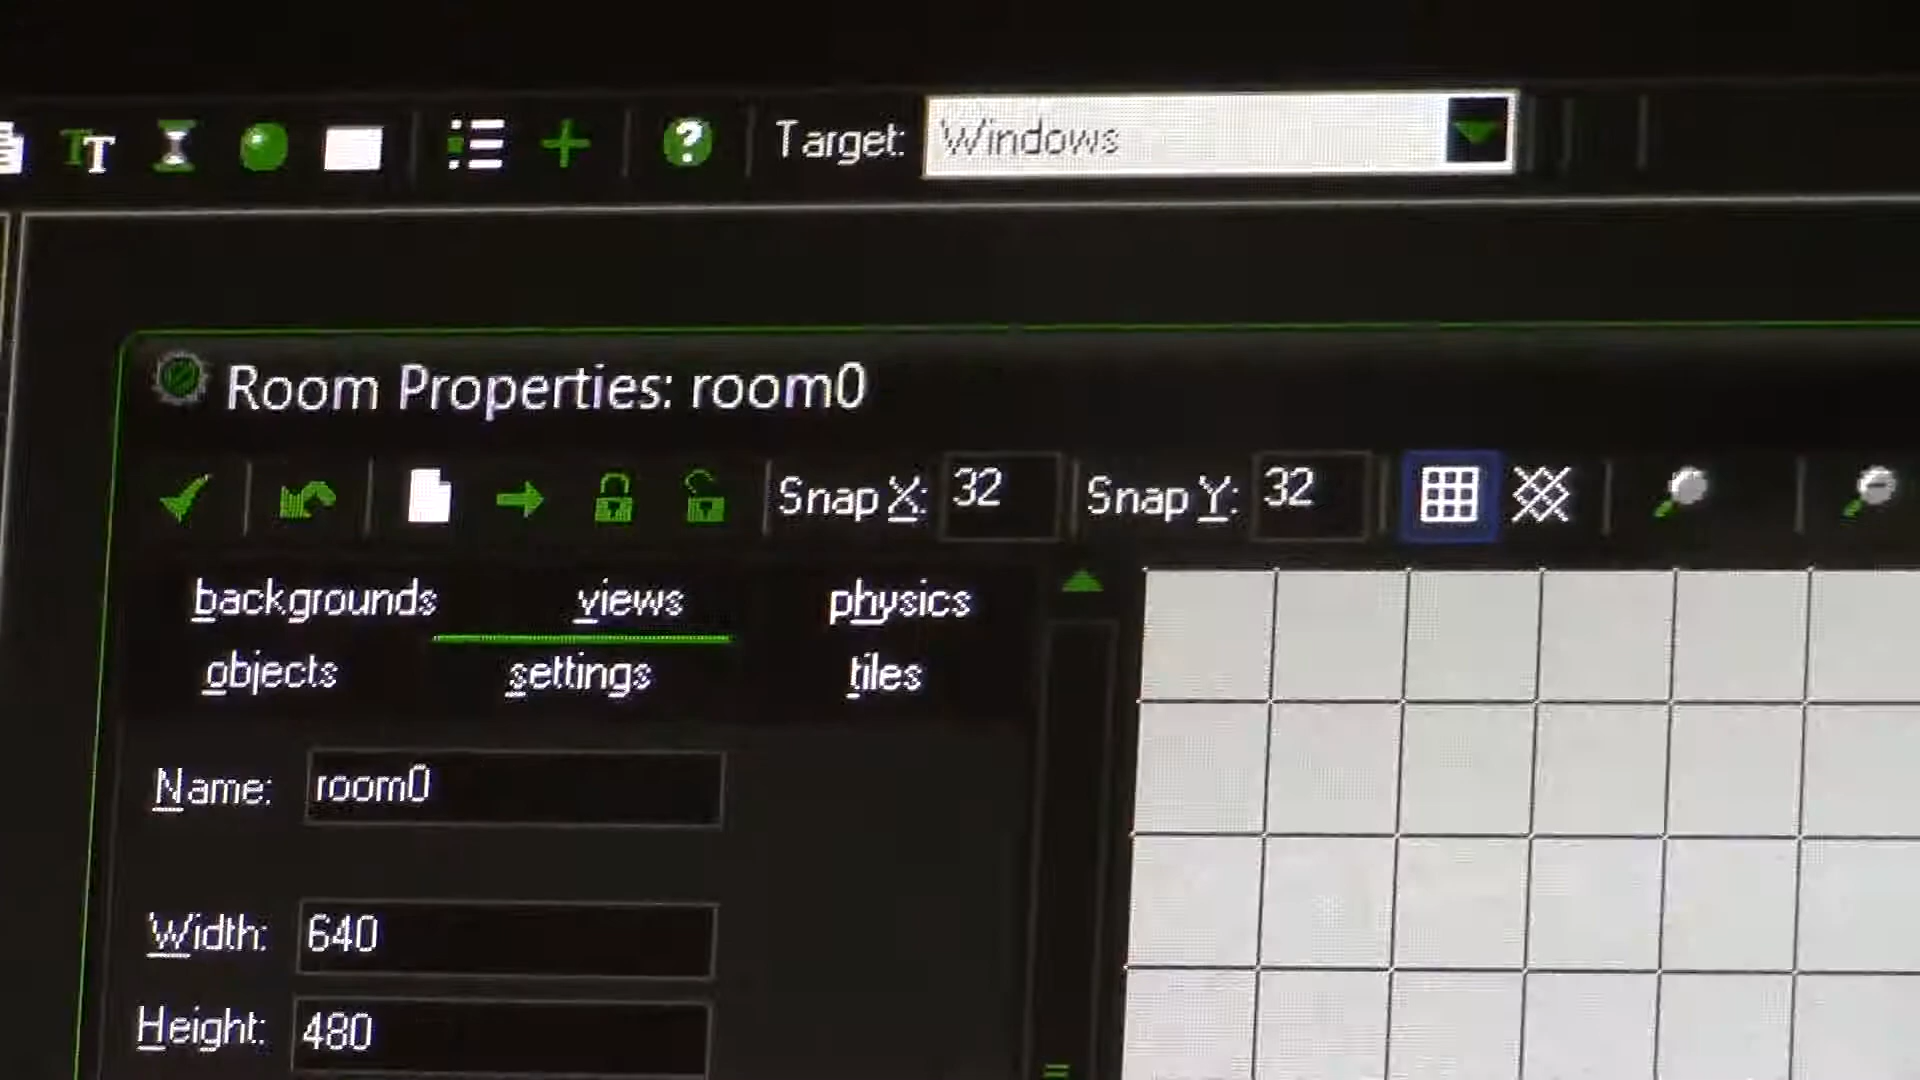 Target: Windows
Room Properties: room0
Snap X: 32 Snap Y: 32
backgrounds views physics
objects settings tiles
Name: room0
Width: 640
Height: 480